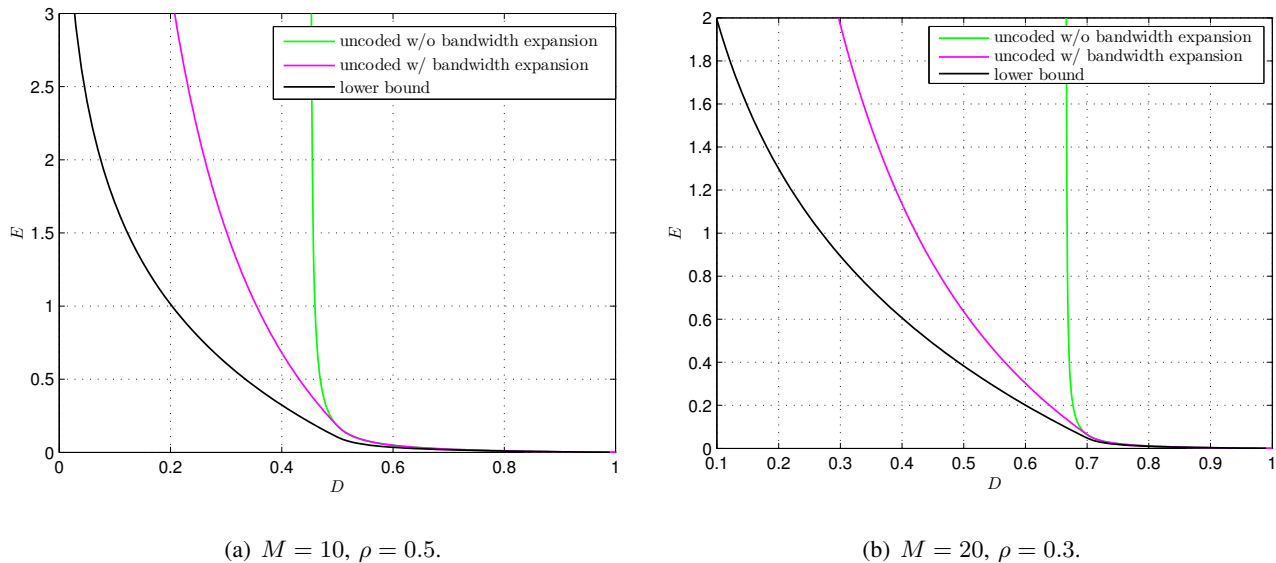 3
2.5
2
1.5
1
0.5
0
E
0
0.2
0.4
0.6
0.8
1
D
uncoded w/o bandwidth expansion
uncoded w/ bandwidth expansion
lower bound
(a) M = 10, ρ = 0.5.
2
1.8
1.6
1.4
1.2
1
0.8
0.6
0.4
0.2
0
E
0.1
0.2
0.3
0.4
0.5
0.6
0.7
0.8
0.9
1
D
uncoded w/o bandwidth expansion
uncoded w/ bandwidth expansion
lower bound
(b) M = 20, ρ = 0.3.